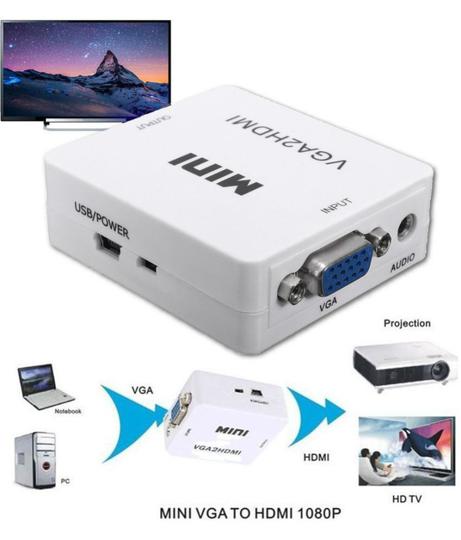 OUTPUT
VGA2HDMI
MINI
USB/POWER
INPUT
VGA
AUDIO
Projection
VGA
Notebook
MINI
VGA2HDMI
HDMI
PC
HD TV
MINI VGA TO HDMI 1080P